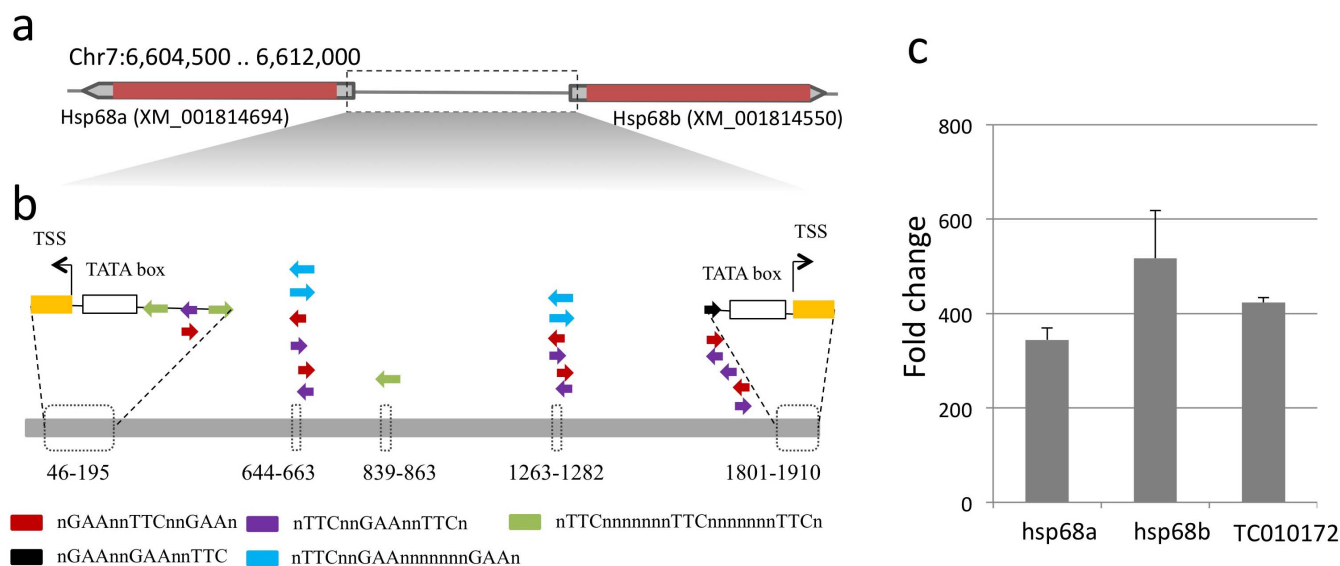 a
Chr7:6,604,500 .. 6,612,000
Hsp68a (XM_001814694)
Hsp68b (XM_001814550)
b
TSS
TATA box
TSS
TATA box
46-195
644-663
839-863
1263-1282
1801-1910
nGAAnnTTCnnGAAn
nTTCnnGAAnnTTCn
nTTCnnnnnnnTTCnnnnnnnTTCn
nGAAnnGAAnnTTC
nTTCnnGAAnnnnnnnGAAn
c
Fold change
800
600
400
200
0
hsp68a
hsp68b
TC010172